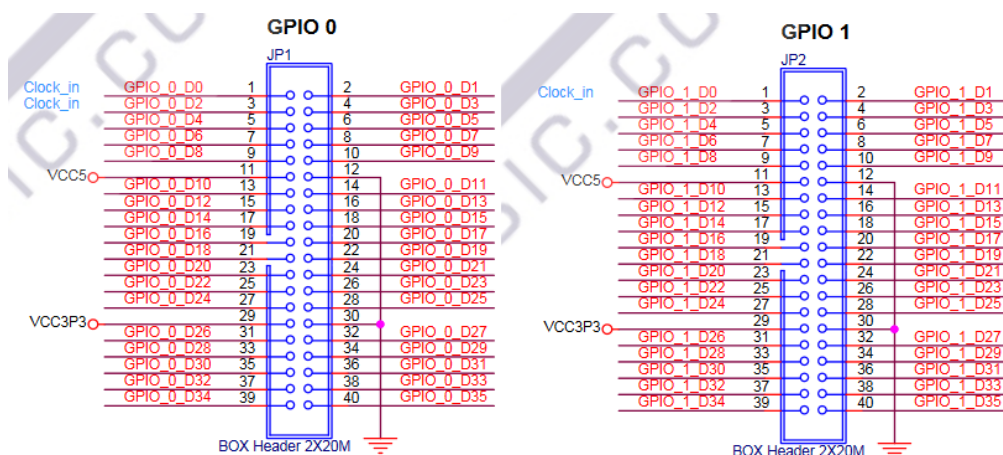 GPIO 0
JP1
Clock_in GPIO_0_D0 1 2 GPIO_0_D1
Clock_in GPIO_0_D2 3 4 GPIO_0_D3
GPIO_0_D4 5 6 GPIO_0_D5
GPIO_0_D6 7 8 GPIO_0_D7
GPIO_0_D8 9 10 GPIO_0_D9
VCC5 11 12
GPIO_0_D10 13 14 GPIO_0_D11
GPIO_0_D12 15 16 GPIO_0_D13
GPIO_0_D14 17 18 GPIO_0_D15
GPIO_0_D16 19 20 GPIO_0_D17
GPIO_0_D18 21 22 GPIO_0_D19
GPIO_0_D20 23 24 GPIO_0_D21
GPIO_0_D22 25 26 GPIO_0_D23
GPIO_0_D24 27 28 GPIO_0_D25
VCC3P3 29 30
GPIO_0_D26 31 32 GPIO_0_D27
GPIO_0_D28 33 34 GPIO_0_D29
GPIO_0_D30 35 36 GPIO_0_D31
GPIO_0_D32 37 38 GPIO_0_D33
GPIO_0_D34 39 40 GPIO_0_D35
BOX Header 2X20M
GPIO 1
JP2
Clock_in GPIO_1_D0 1 2 GPIO_1_D1
GPIO_1_D2 3 4 GPIO_1_D3
GPIO_1_D4 5 6 GPIO_1_D5
GPIO_1_D6 7 8 GPIO_1_D7
GPIO_1_D8 9 10 GPIO_1_D9
VCC5 11 12
GPIO_1_D10 13 14 GPIO_1_D11
GPIO_1_D12 15 16 GPIO_1_D13
GPIO_1_D14 17 18 GPIO_1_D15
GPIO_1_D16 19 20 GPIO_1_D17
GPIO_1_D18 21 22 GPIO_1_D19
GPIO_1_D20 23 24 GPIO_1_D21
GPIO_1_D22 25 26 GPIO_1_D23
GPIO_1_D24 27 28 GPIO_1_D25
VCC3P3 29 30
GPIO_1_D26 31 32 GPIO_1_D27
GPIO_1_D28 33 34 GPIO_1_D29
GPIO_1_D30 35 36 GPIO_1_D31
GPIO_1_D32 37 38 GPIO_1_D33
GPIO_1_D34 39 40 GPIO_1_D35
BOX Header 2X20M